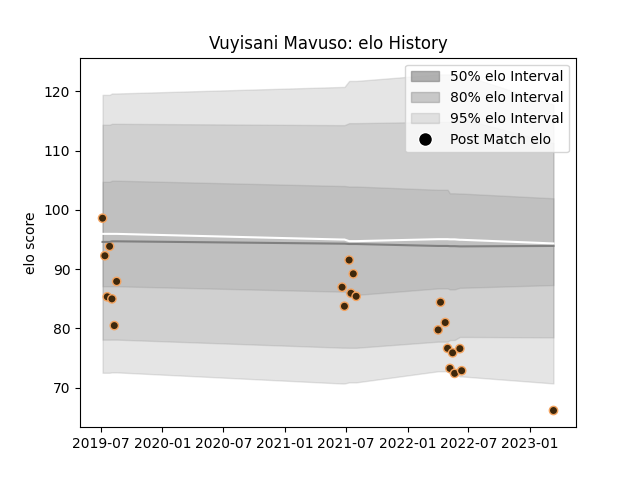 Vuyisani Mavuso: elo History
50% elo Interval
80% elo Interval
95% elo Interval
Post Match elo
elo score
120
110
100
90
80
70
2019-07 2020-01 2020-07 2021-01 2021-07 2022-01 2022-07 2023-01